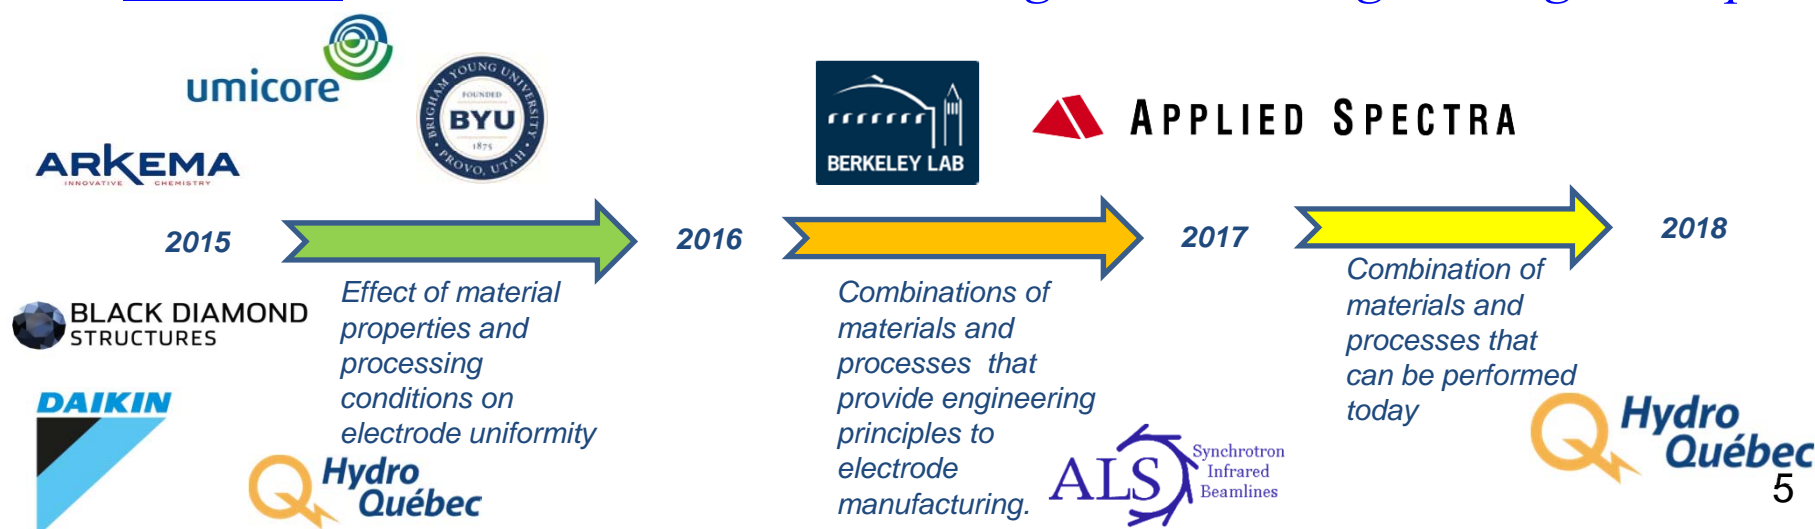 umicore
BRIGHAM YOUNG UNIVERSITY
FOUNDED
BYU
1875
PROVO, UTAH
BERKELEY LAB
APPLIED SPECTRA
ARKEMA
INNOVATIVE CHEMISTRY
2015
2016
2017
2018
BLACK DIAMOND
STRUCTURES
DAIKIN
Effect of material
properties and
processing
conditions on
electrode uniformity
Hydro
Québec
Combinations of
materials and
processes that
provide engineering
principles to
electrode
manufacturing.
ALS
Synchrotron
Infrared
Beamlines
Combination of
materials and
processes that
can be performed
today
Hydro
Québec
5